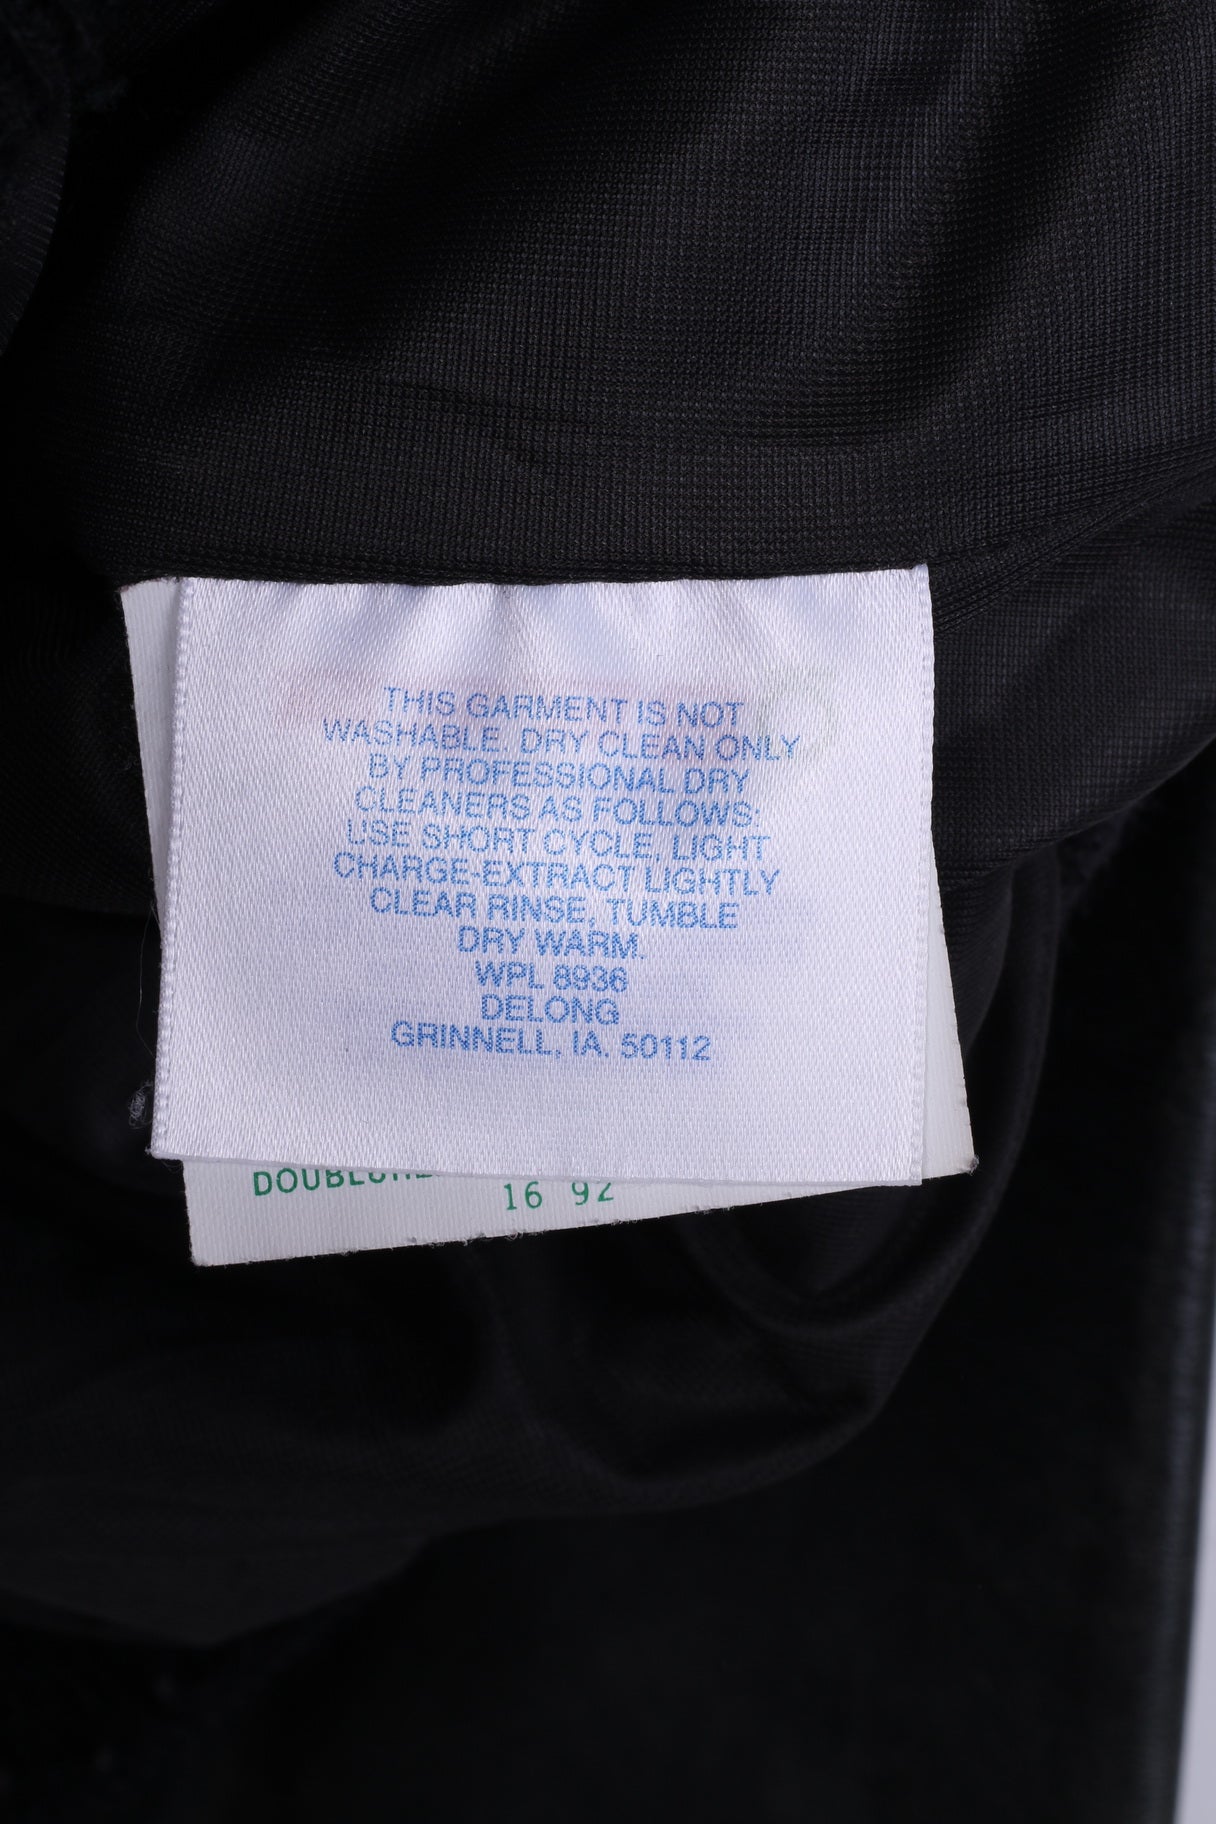 THIS GARMENT IS NOT
WASHABLE. DRY CLEAN ONLY
BY PROFESSIONAL DRY
CLEANERS AS FOLLOWS:
USE SHORT CYCLE, LIGHT
CHARGE-EXTRACT LIGHTLY
CLEAR RINSE, TUMBLE
DRY WARM.
WPL 8936
DELONG
GRINNELL, IA. 50112
16 92